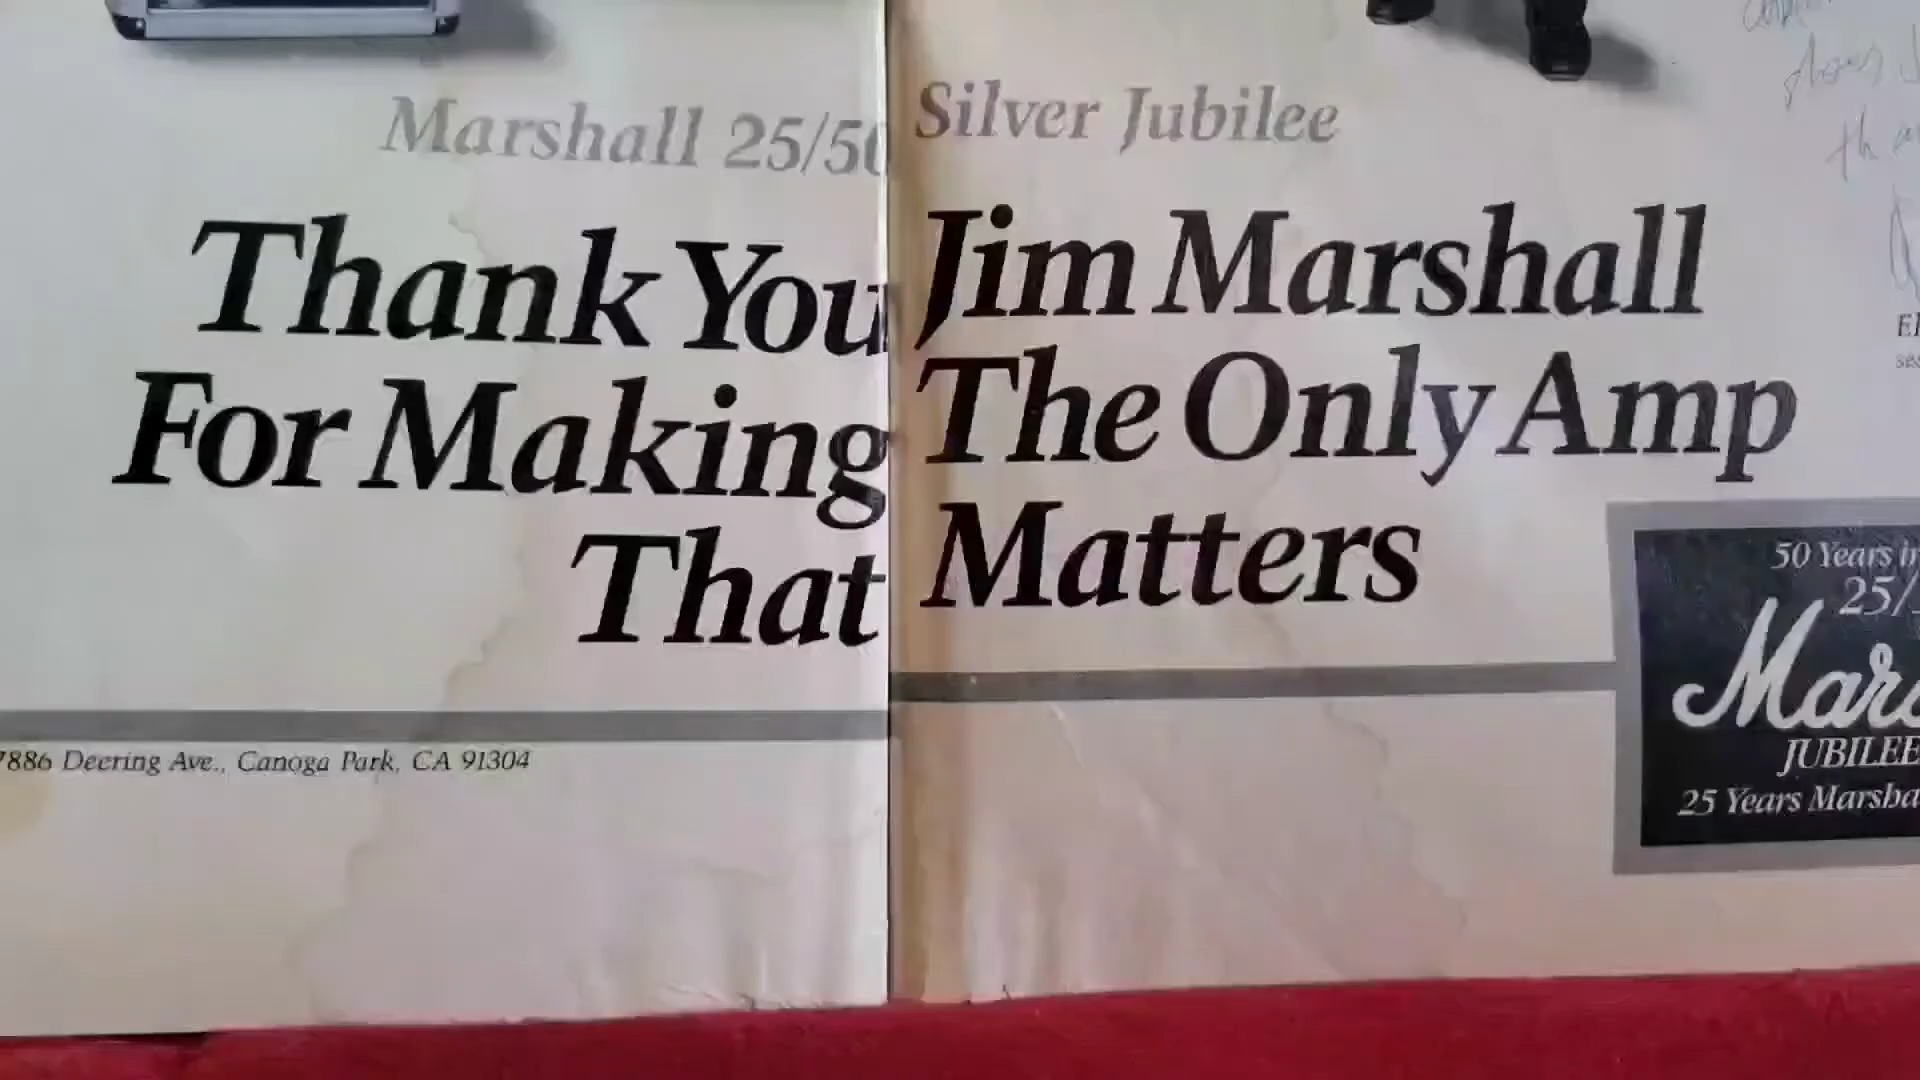 Marshall 25/50 Silver Jubilee
Thank You Jim Marshall
For Making The Only Amp
That Matters
7886 Deering Ave., Canoga Park, CA 91304
50 Years in
25/
Mars
JUBILEE
25 Years Marsha